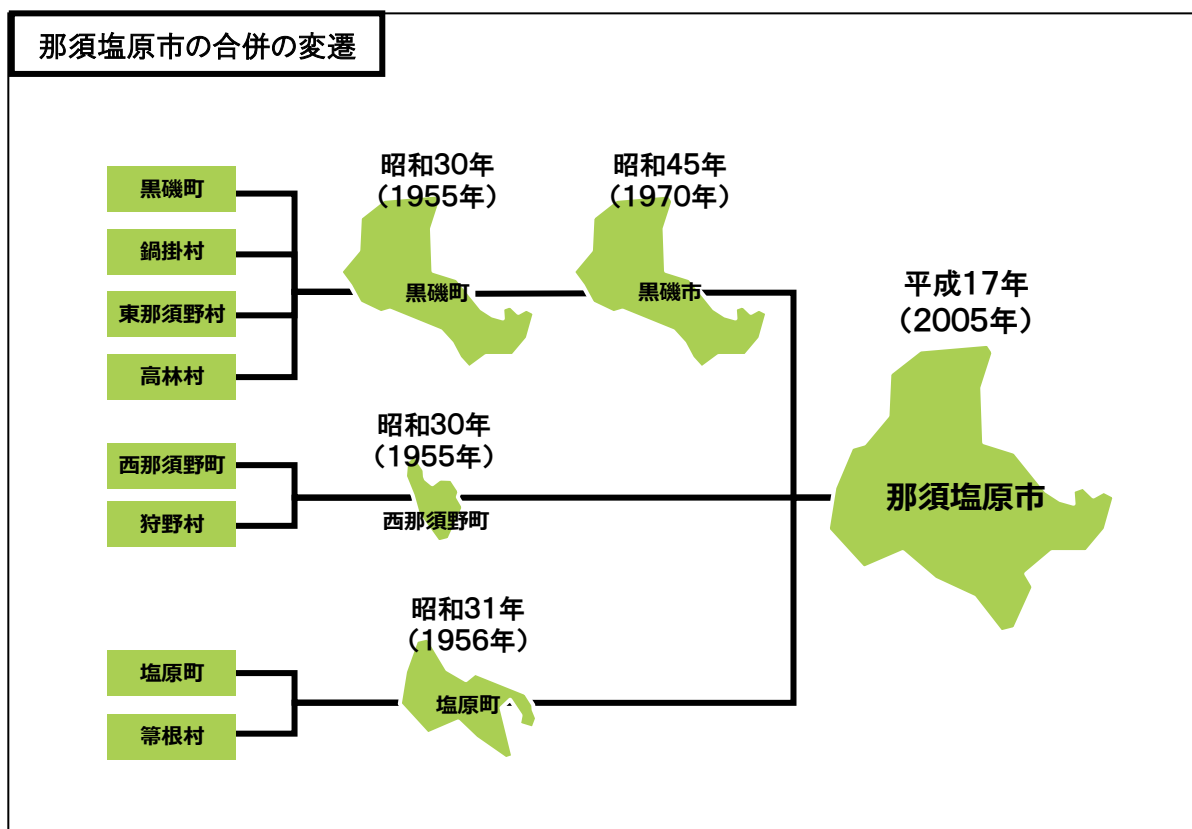 那須塩原市の合併の変遷
黒磯町
鍋掛村
東那須野村
高林村
昭和30年
（1955年）
黒磯町
昭和45年
（1970年）
黒磯市
西那須野町
狩野村
昭和30年
（1955年）
西那須野町
塩原町
箒根村
昭和31年
（1956年）
塩原町
平成17年
（2005年）
那須塩原市